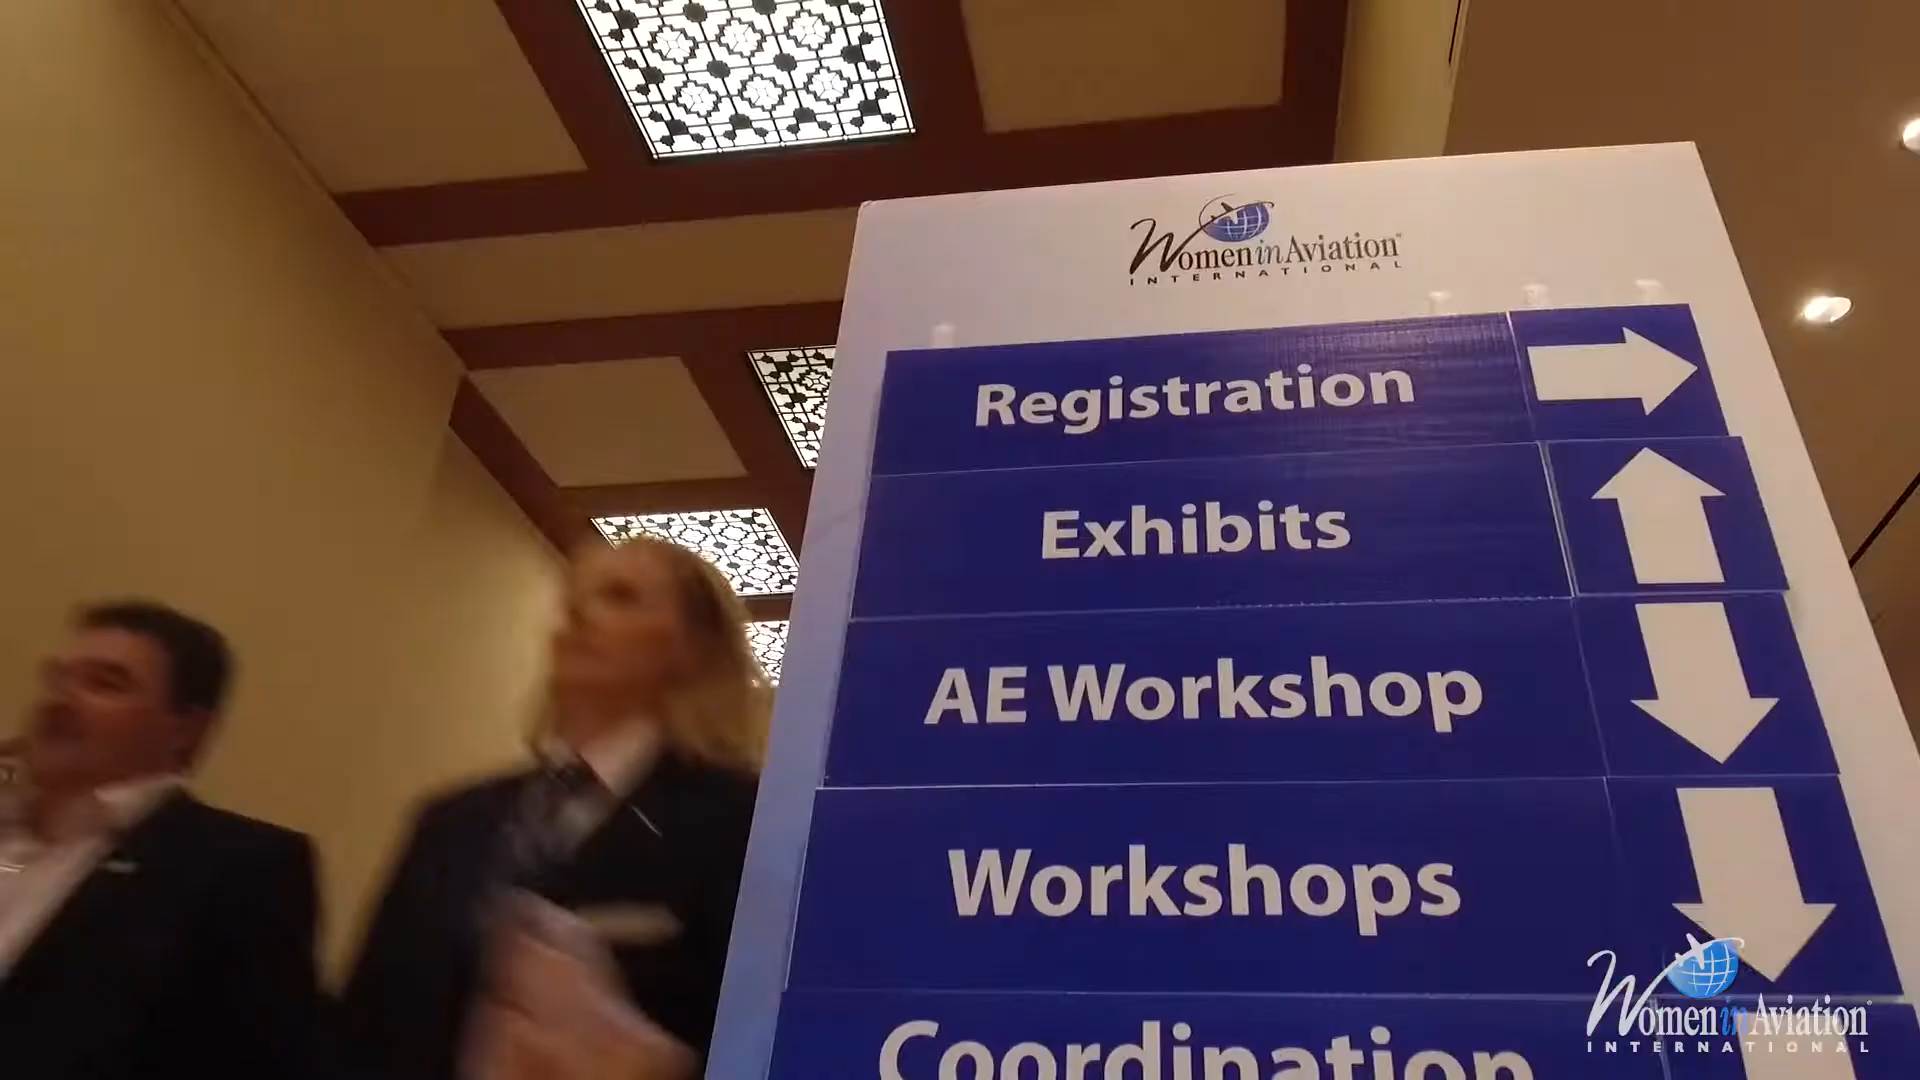 Women in Aviation
INTERNATIONAL
Registration
Exhibits
AE Workshop
Workshops
Coordination
Women in Aviation
INTERNATIONAL